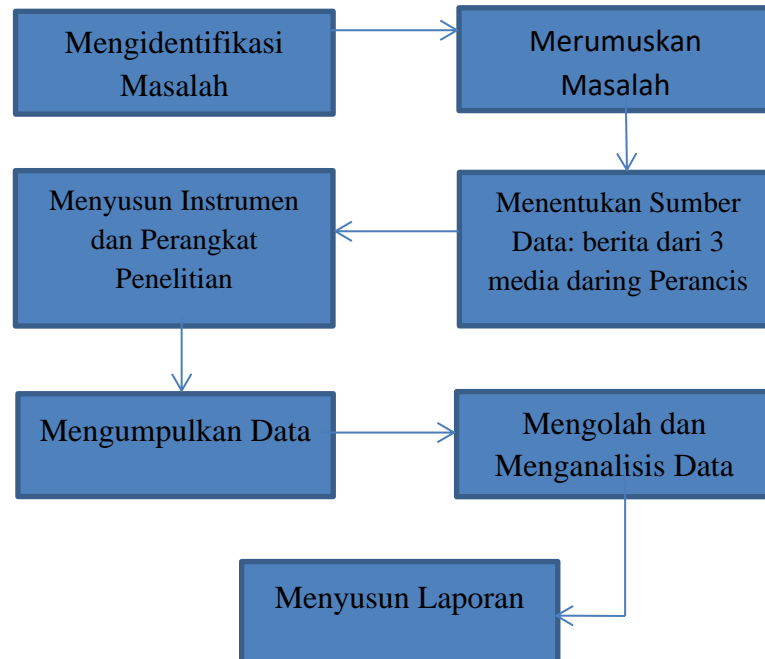 Mengidentifikasi
Masalah
Merumuskan
Masalah
Menyusun Instrumen
dan Perangkat
Penelitian
Menentukan Sumber
Data: berita dari 3
media daring Perancis
Mengumpulkan Data
Mengolah dan
Menganalisis Data
Menyusun Laporan